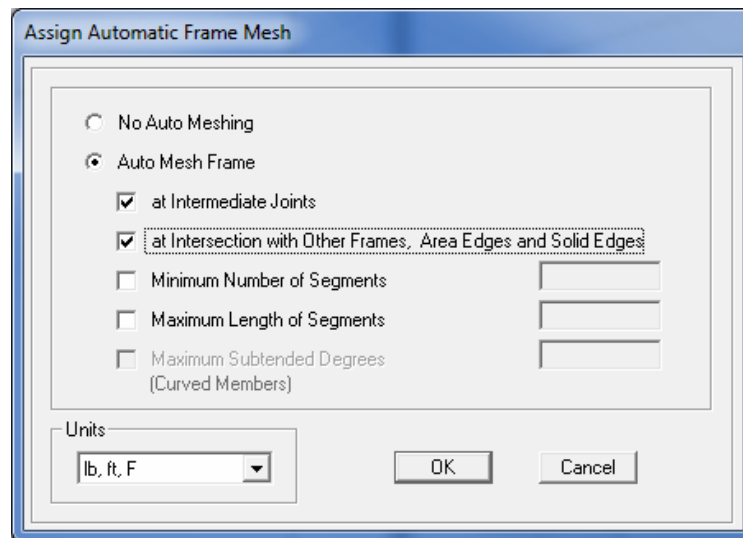 Assign Automatic Frame Mesh
No Auto Meshing
Auto Mesh Frame
at Intermediate Joints
at Intersection with Other Frames, Area Edges and Solid Edges
Minimum Number of Segments
Maximum Length of Segments
Maximum Subtended Degrees
(Curved Members)
Units
lb, ft, F
OK
Cancel